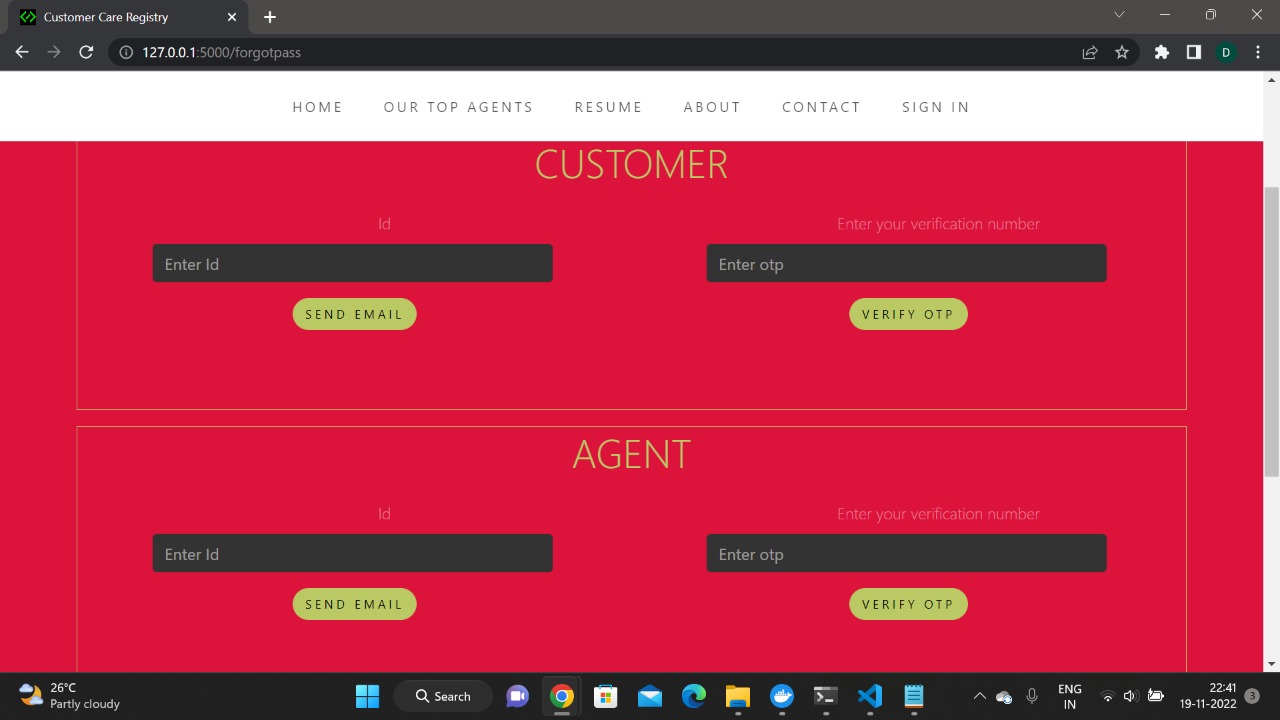 Customer Care Registry
127.0.0.1:5000/forgotpass
D
HOME OUR TOP AGENTS RESUME ABOUT CONTACT SIGN IN
CUSTOMER
Id Enter your verification number
Enter Id Enter otp
SEND EMAIL VERIFY OTP
AGENT
Id Enter your verification number
Enter Id Enter otp
SEND EMAIL VERIFY OTP
26°C
Partly cloudy
Search
ENG
IN
22:41
19-11-2022
3